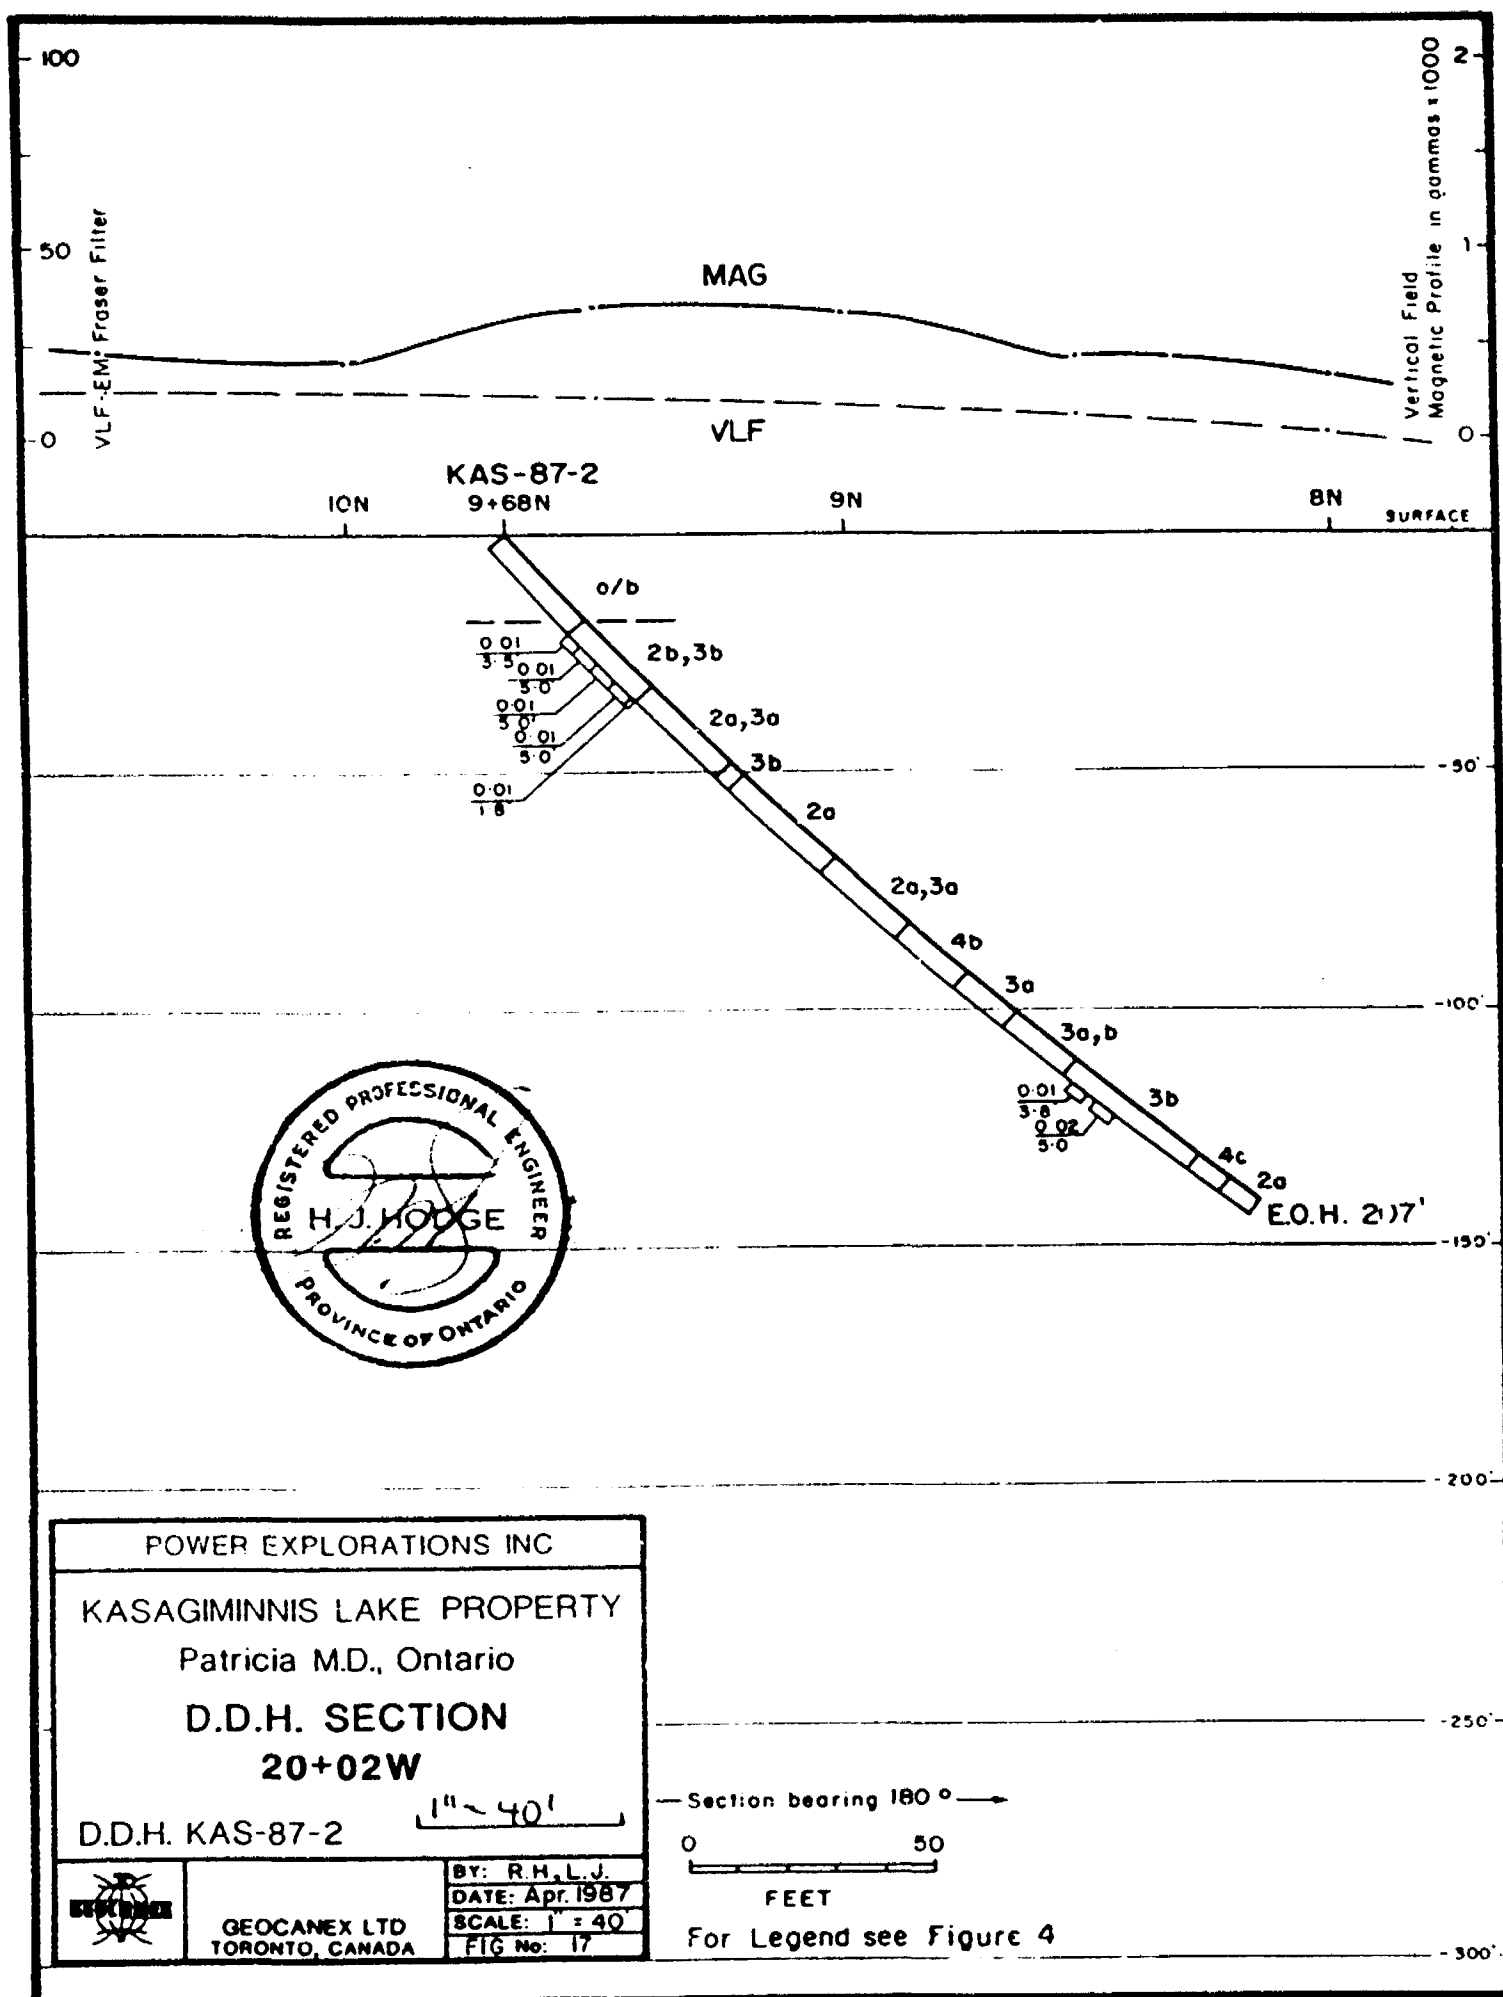 100
50
0
VLF-EM Fraser Filter
2
1
0
Vertical Field
Magnetic Profile in gammas x 1000
MAG
VLF
KAS-87-2
10N
9+68N
9N
8N
SURFACE
o/b
0.01
3.5'
2b,3b
0.01
5.0'
0.01
5.0'
2a,3a
0.01
5.0'
3b
-50'
0.01
1.8
2a
2a,3a
4b
3a
-100'
3a,b
0.01
3.8'
3b
0.02
5.0
4c
2a
E.O.H. 207'
-150'
REGISTERED PROFESSIONAL ENGINEER
H. J. HODGE
PROVINCE OF ONTARIO
-200'
POWER EXPLORATIONS INC
KASAGIMINNIS LAKE PROPERTY
Patricia M.D., Ontario
D.D.H. SECTION
20+02W
1" ~ 40'
D.D.H. KAS-87-2
-250'
Section bearing 180°
0 50
FEET
For Legend see Figure 4
-300'
GEOCANEX LTD
TORONTO, CANADA
BY: R.H., L.J.
DATE: Apr. 1987
SCALE: 1" = 40'
FIG No: 17